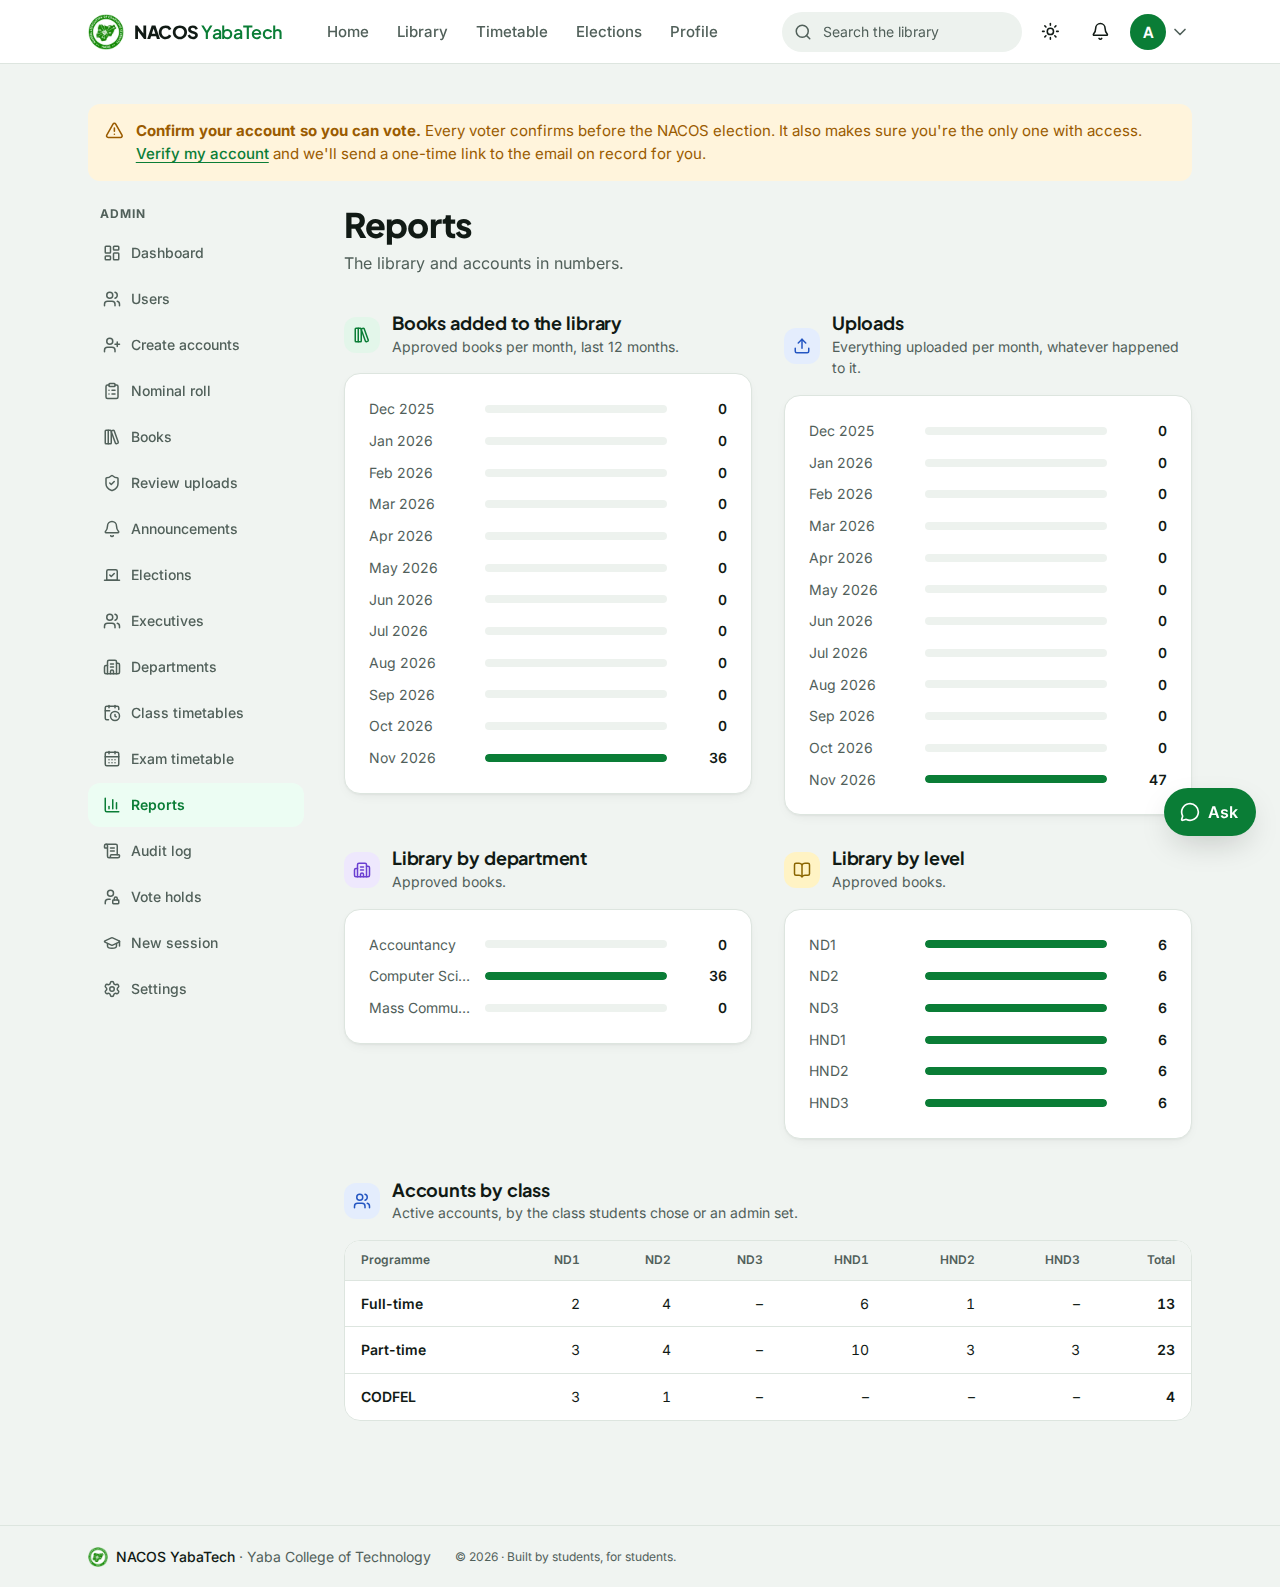 NACOS YabaTech
Home
Library
Timetable
Elections
Profile
Search the library
A
Confirm your account so you can vote. Every voter confirms before the NACOS election. It also makes sure you're the only one with access.
Verify my account and we'll send a one-time link to the email on record for you.
ADMIN
Dashboard
Users
Create accounts
Nominal roll
Books
Review uploads
Announcements
Elections
Executives
Departments
Class timetables
Exam timetable
Reports
Audit log
Vote holds
New session
Settings
Reports
The library and accounts in numbers.
Books added to the library
Approved books per month, last 12 months.
Dec 2025 0
Jan 2026 0
Feb 2026 0
Mar 2026 0
Apr 2026 0
May 2026 0
Jun 2026 0
Jul 2026 0
Aug 2026 0
Sep 2026 0
Oct 2026 0
Nov 2026 36
Uploads
Everything uploaded per month, whatever happened
to it.
Dec 2025 0
Jan 2026 0
Feb 2026 0
Mar 2026 0
Apr 2026 0
May 2026 0
Jun 2026 0
Jul 2026 0
Aug 2026 0
Sep 2026 0
Oct 2026 0
Nov 2026 47
Ask
Library by department
Approved books.
Accountancy 0
Computer Sci... 36
Mass Commu... 0
Library by level
Approved books.
ND1 6
ND2 6
ND3 6
HND1 6
HND2 6
HND3 6
Accounts by class
Active accounts, by the class students chose or an admin set.
Programme ND1 ND2 ND3 HND1 HND2 HND3 Total
Full-time 2 4 – 6 1 – 13
Part-time 3 4 – 10 3 3 23
CODFEL 3 1 – – – – 4
NACOS YabaTech · Yaba College of Technology
© 2026 · Built by students, for students.